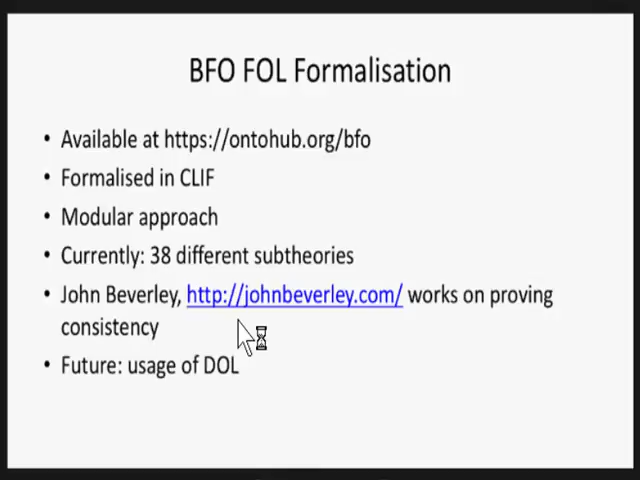 BFO FOL Formalisation
• Available at https://ontohub.org/bfo
• Formalised in CLIF
• Modular approach
• Currently: 38 different subtheories
• John Beverley, http://johnbeverley.com/ works on proving
consistency
• Future: usage of DOL